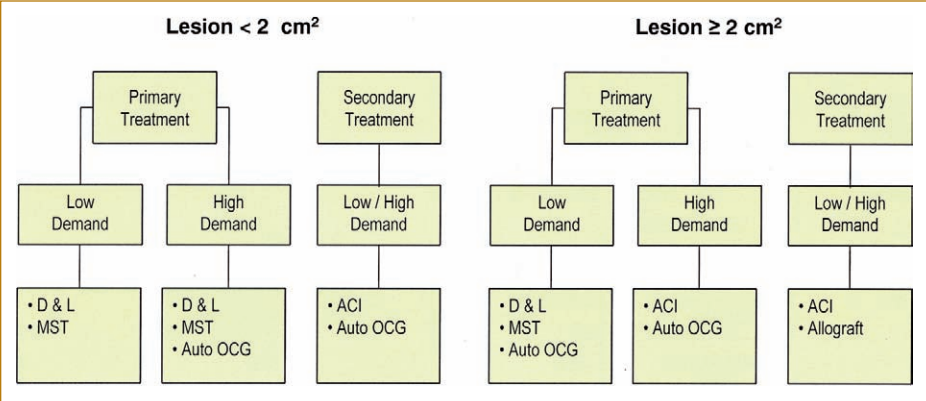 Lesion < 2 cm²
Primary
Treatment
Secondary
Treatment
Low
Demand
High
Demand
Low / High
Demand
• D & L
• MST
• D & L
• MST
• Auto OCG
• ACI
• Auto OCG
Lesion ≥ 2 cm²
Primary
Treatment
Secondary
Treatment
Low
Demand
High
Demand
Low / High
Demand
• D & L
• MST
• Auto OCG
• ACI
• Auto OCG
• ACI
• Allograft